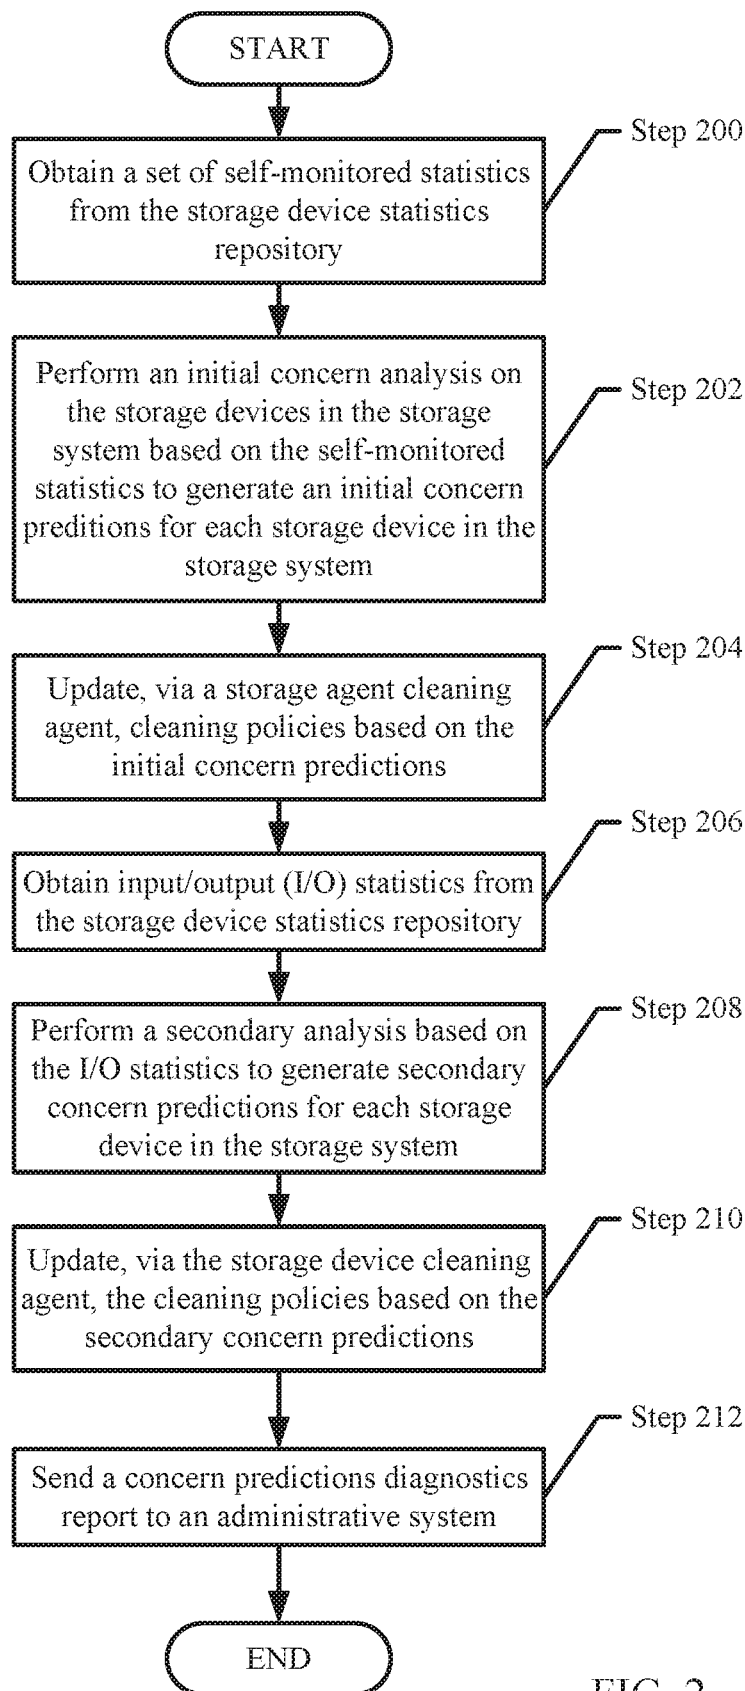 START
Step 200
Obtain a set of self-monitored statistics
from the storage device statistics
repository
Step 202
Perform an initial concern analysis on
the storage devices in the storage
system based on the self-monitored
statistics to generate an initial concern
preditions for each storage device in the
storage system
Step 204
Update, via a storage agent cleaning
agent, cleaning policies based on the
initial concern predictions
Step 206
Obtain input/output (I/O) statistics from
the storage device statistics repository
Step 208
Perform a secondary analysis based on
the I/O statistics to generate secondary
concern predictions for each storage
device in the storage system
Step 210
Update, via the storage device cleaning
agent, the cleaning policies based on the
secondary concern predictions
Step 212
Send a concern predictions diagnostics
report to an administrative system
END
FIG. 2